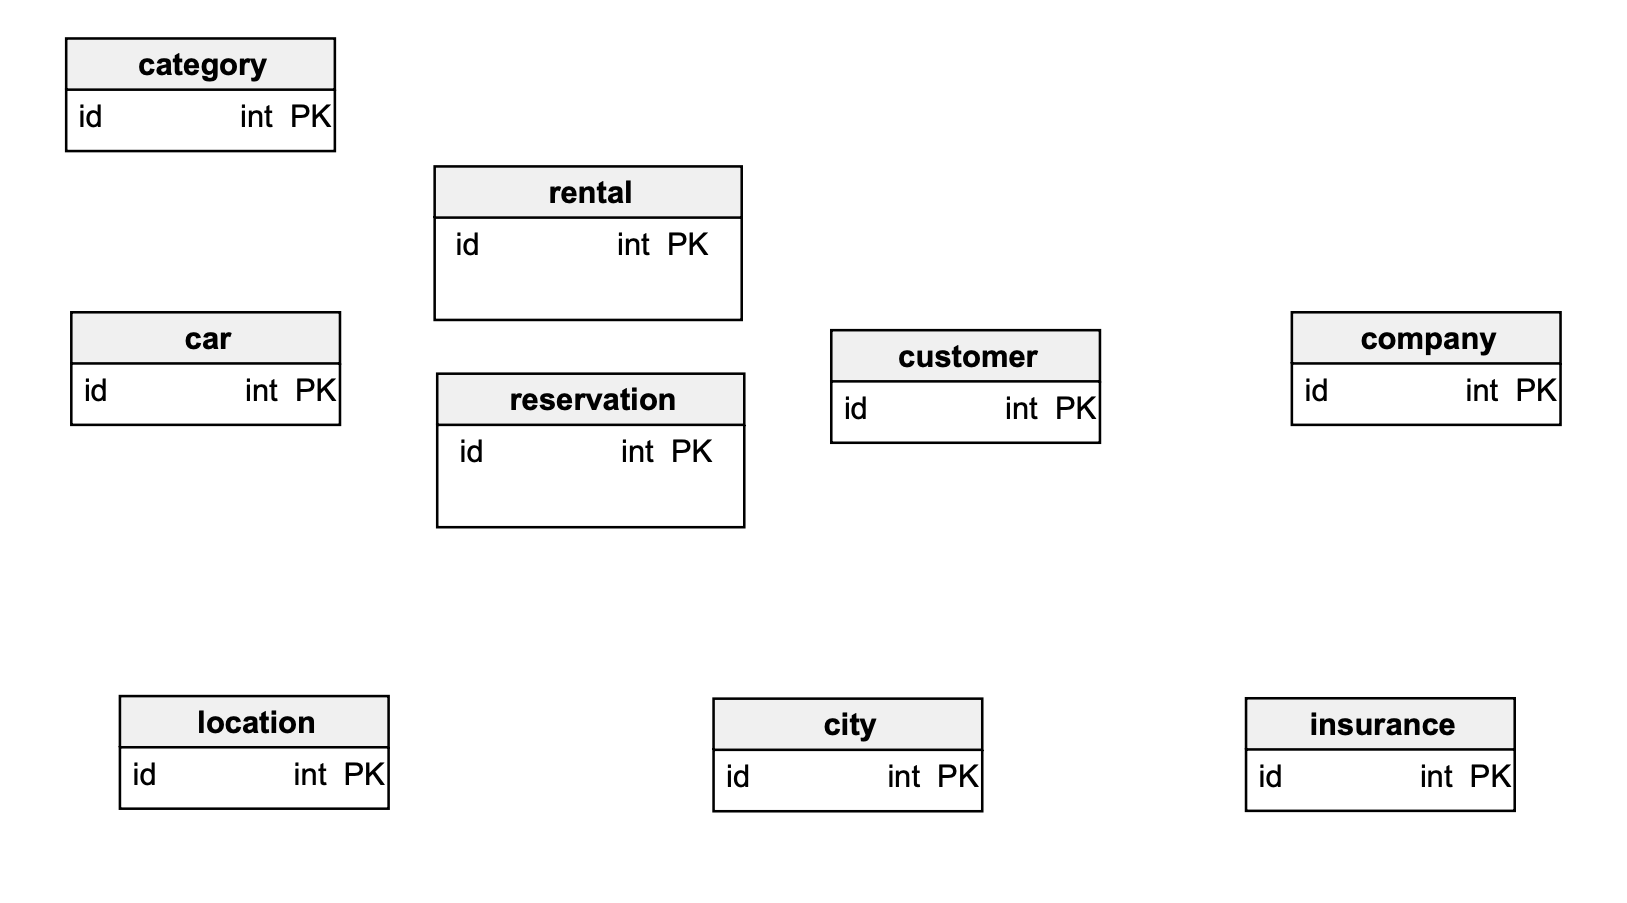 category
id int PK
rental
id int PK
car
id int PK
reservation
id int PK
customer
id int PK
company
id int PK
location
id int PK
city
id int PK
insurance
id int PK